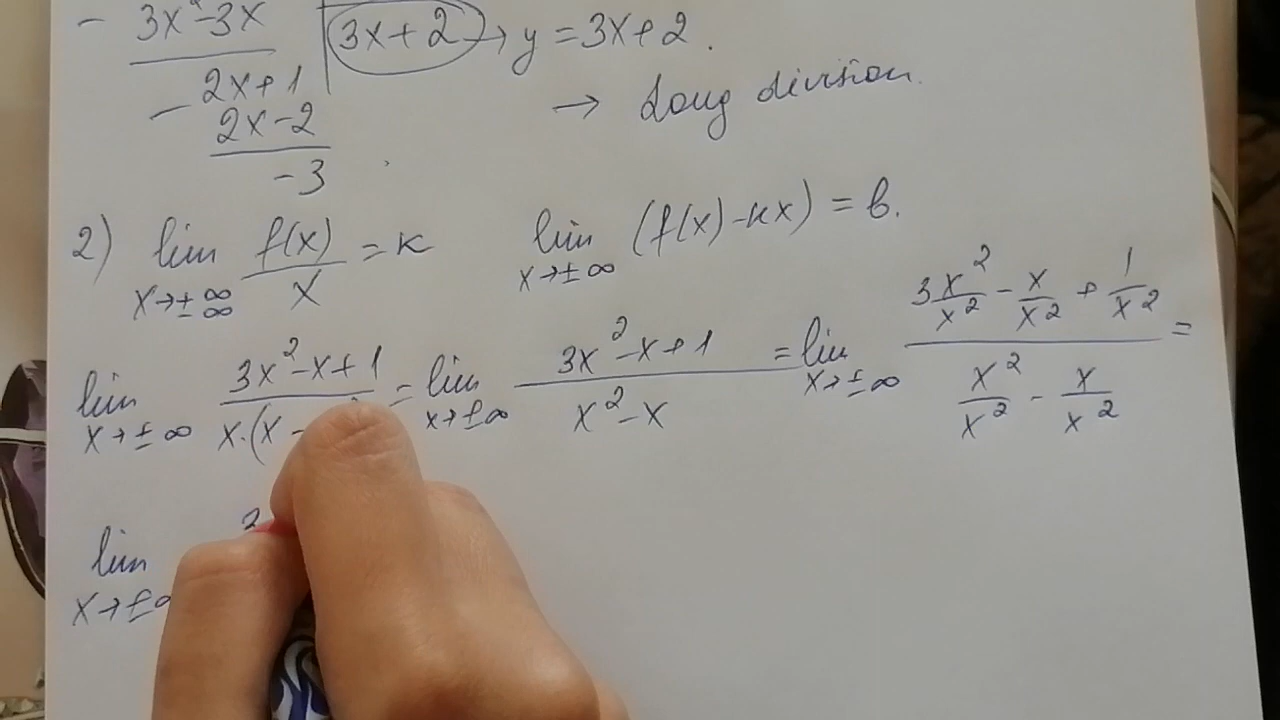 - 3x²-3x | 3x+2 → y = 3x+2.
2x+1
→ Long division.
- 2x-2
-3
2) lim x→±∞ f(x)/x = k lim x→±∞ (f(x)-kx) = b.
lim x→±∞ (3x²-x+1)/(x·(x- = lim x→±∞ (3x²-x+1)/(x²-x) = lim x→±∞ (3x²/x² - x/x² + 1/x²)/(x²/x² - x/x²) =
lim x→±∞